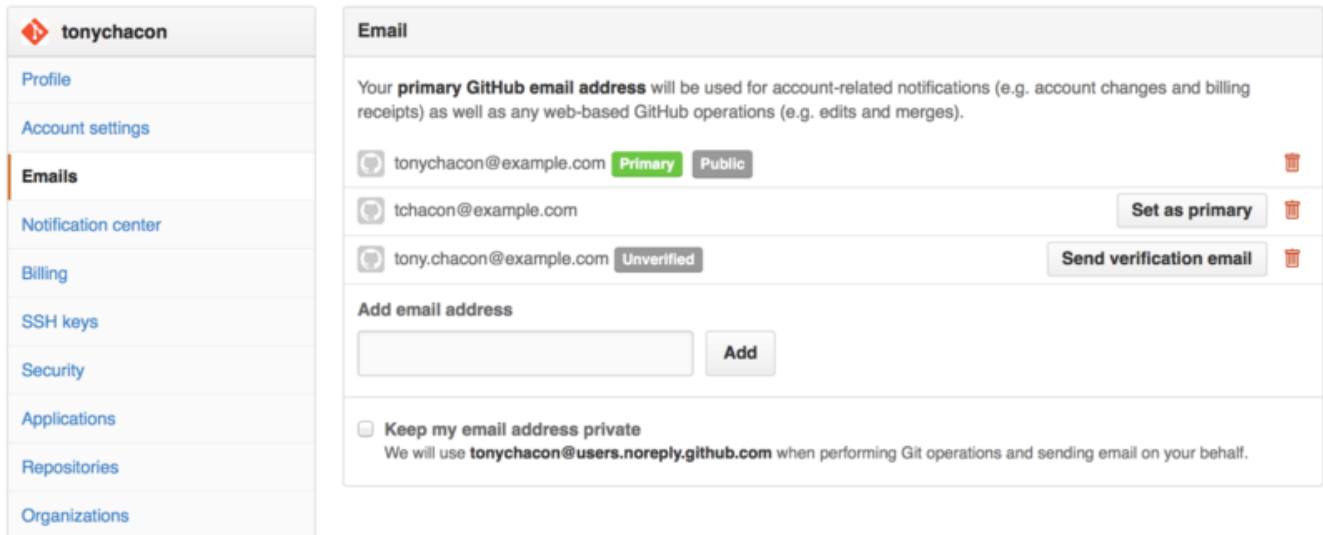 tonychacon
Profile
Account settings
Emails
Notification center
Billing
SSH keys
Security
Applications
Repositories
Organizations
Email
Your primary GitHub email address will be used for account-related notifications (e.g. account changes and billing
receipts) as well as any web-based GitHub operations (e.g. edits and merges).
tonychacon@example.com Primary Public
tchacon@example.com Set as primary
tony.chacon@example.com Unverified Send verification email
Add email address
Add
Keep my email address private
We will use tonychacon@users.noreply.github.com when performing Git operations and sending email on your behalf.